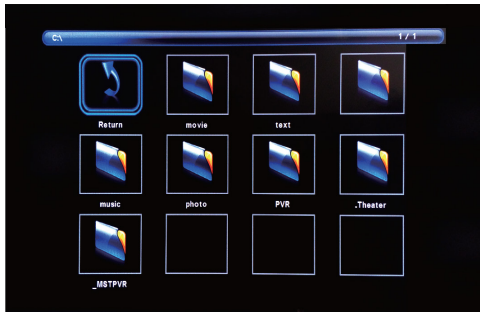 C:\ 1 / 1
Return movie text
music photo PVR .Theater
_MSTPVR